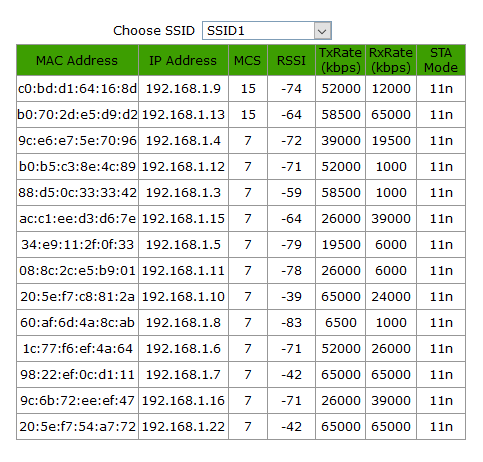 Choose SSID SSID1
MAC Address IP Address MCS RSSI TxRate (kbps) RxRate (kbps) STA Mode
c0:bd:d1:64:16:8d 192.168.1.9 15 -74 52000 12000 11n
b0:70:2d:e5:d9:d2 192.168.1.13 15 -64 58500 65000 11n
9c:e6:e7:5e:70:96 192.168.1.4 7 -72 39000 19500 11n
b0:b5:c3:8e:4c:89 192.168.1.12 7 -71 52000 1000 11n
88:d5:0c:33:33:42 192.168.1.3 7 -59 58500 1000 11n
ac:c1:ee:d3:d6:7e 192.168.1.15 7 -64 26000 39000 11n
34:e9:11:2f:0f:33 192.168.1.5 7 -79 19500 6000 11n
08:8c:2c:e5:b9:01 192.168.1.11 7 -78 26000 6000 11n
20:5e:f7:c8:81:2a 192.168.1.10 7 -39 65000 24000 11n
60:af:6d:4a:8c:ab 192.168.1.8 7 -83 6500 1000 11n
1c:77:f6:ef:4a:64 192.168.1.6 7 -71 52000 26000 11n
98:22:ef:0c:d1:11 192.168.1.7 7 -42 65000 65000 11n
9c:6b:72:ee:ef:47 192.168.1.16 7 -71 26000 39000 11n
20:5e:f7:54:a7:72 192.168.1.22 7 -42 65000 65000 11n